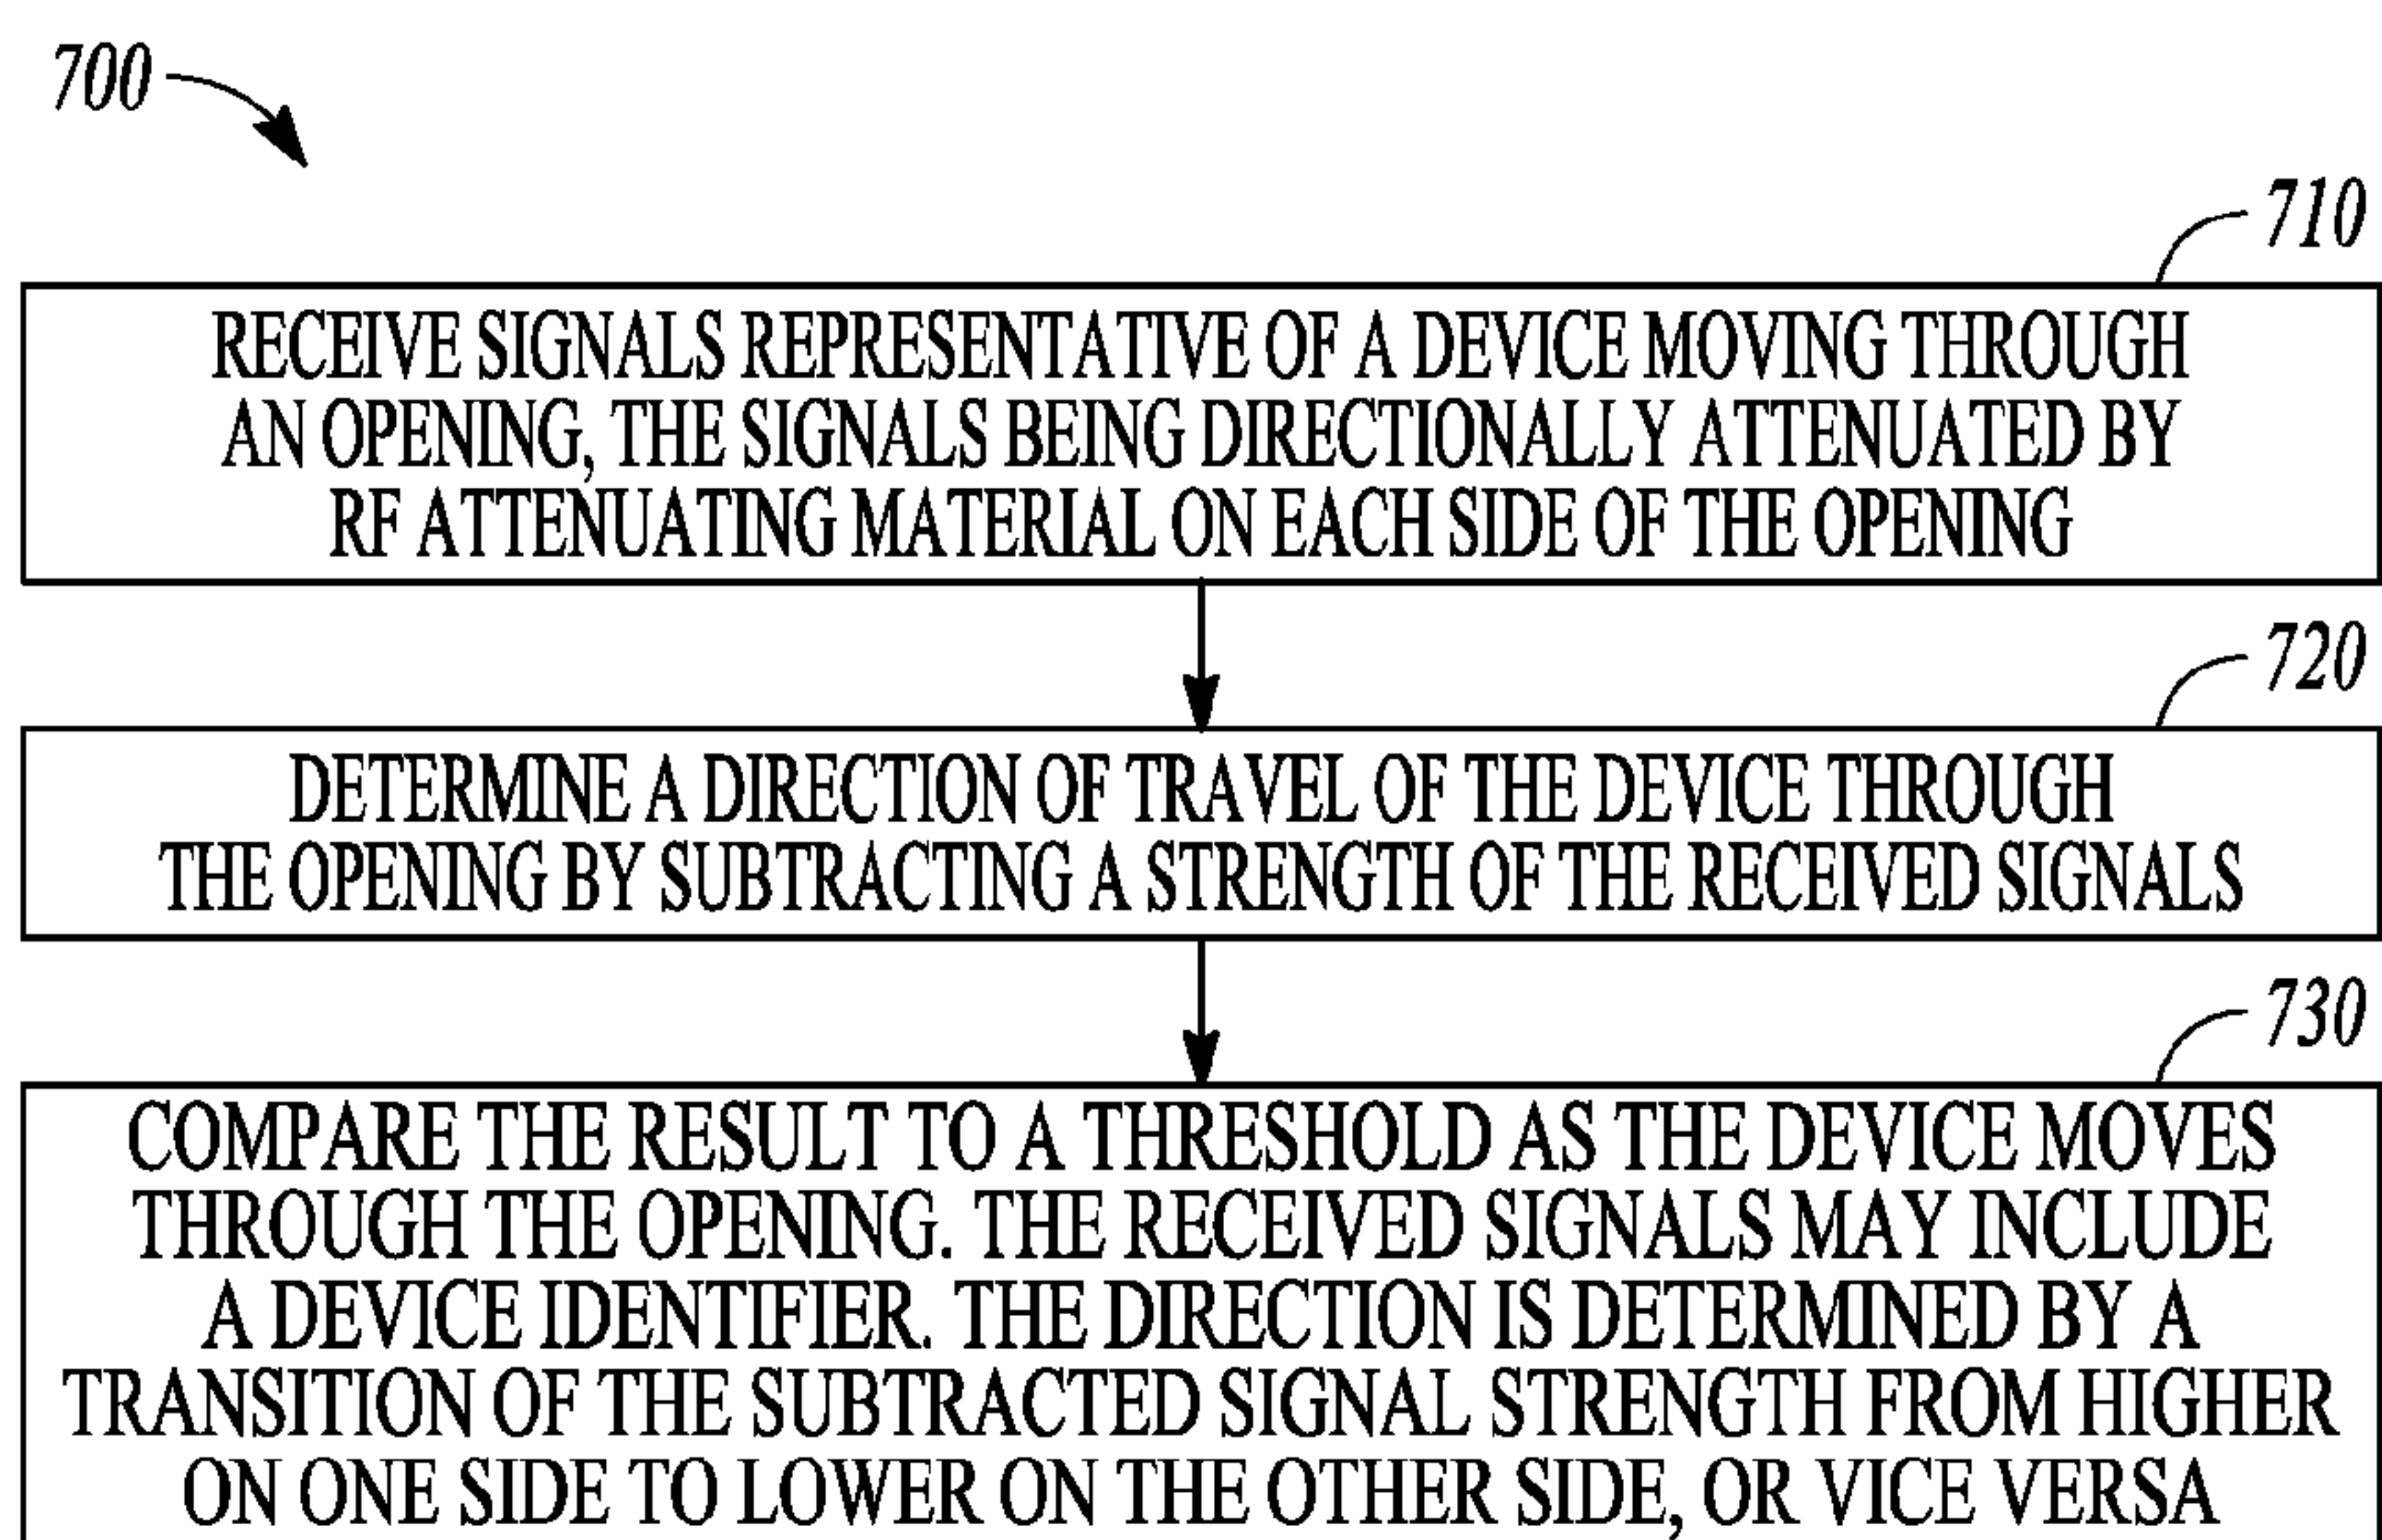 700
710
RECEIVE SIGNALS REPRESENTATIVE OF A DEVICE MOVING THROUGH
AN OPENING, THE SIGNALS BEING DIRECTIONALLY ATTENUATED BY
RF ATTENUATING MATERIAL ON EACH SIDE OF THE OPENING
720
DETERMINE A DIRECTION OF TRAVEL OF THE DEVICE THROUGH
THE OPENING BY SUBTRACTING A STRENGTH OF THE RECEIVED SIGNALS
730
COMPARE THE RESULT TO A THRESHOLD AS THE DEVICE MOVES
THROUGH THE OPENING. THE RECEIVED SIGNALS MAY INCLUDE
A DEVICE IDENTIFIER. THE DIRECTION IS DETERMINED BY A
TRANSITION OF THE SUBTRACTED SIGNAL STRENGTH FROM HIGHER
ON ONE SIDE TO LOWER ON THE OTHER SIDE, OR VICE VERSA